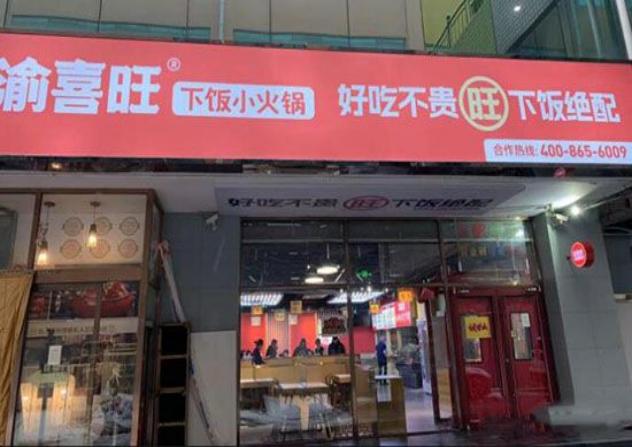 渝喜旺®
下饭小火锅
好吃不贵 旺 下饭绝配
合作热线: 400-865-6009
好吃不贵 旺 下饭绝配